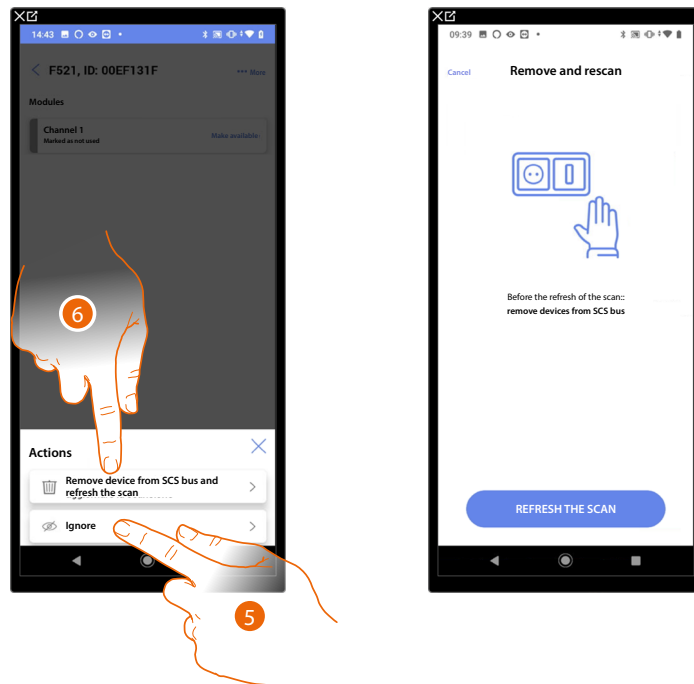 14:43
F521, ID: 00EF131F
••• More
Modules
Channel 1
Marked as not used
Make available
6
Actions
Remove device from SCS bus and
refresh the scan
Ignore
5
09:39
Cancel
Remove and rescan
Before the refresh of the scan::
remove devices from SCS bus
REFRESH THE SCAN